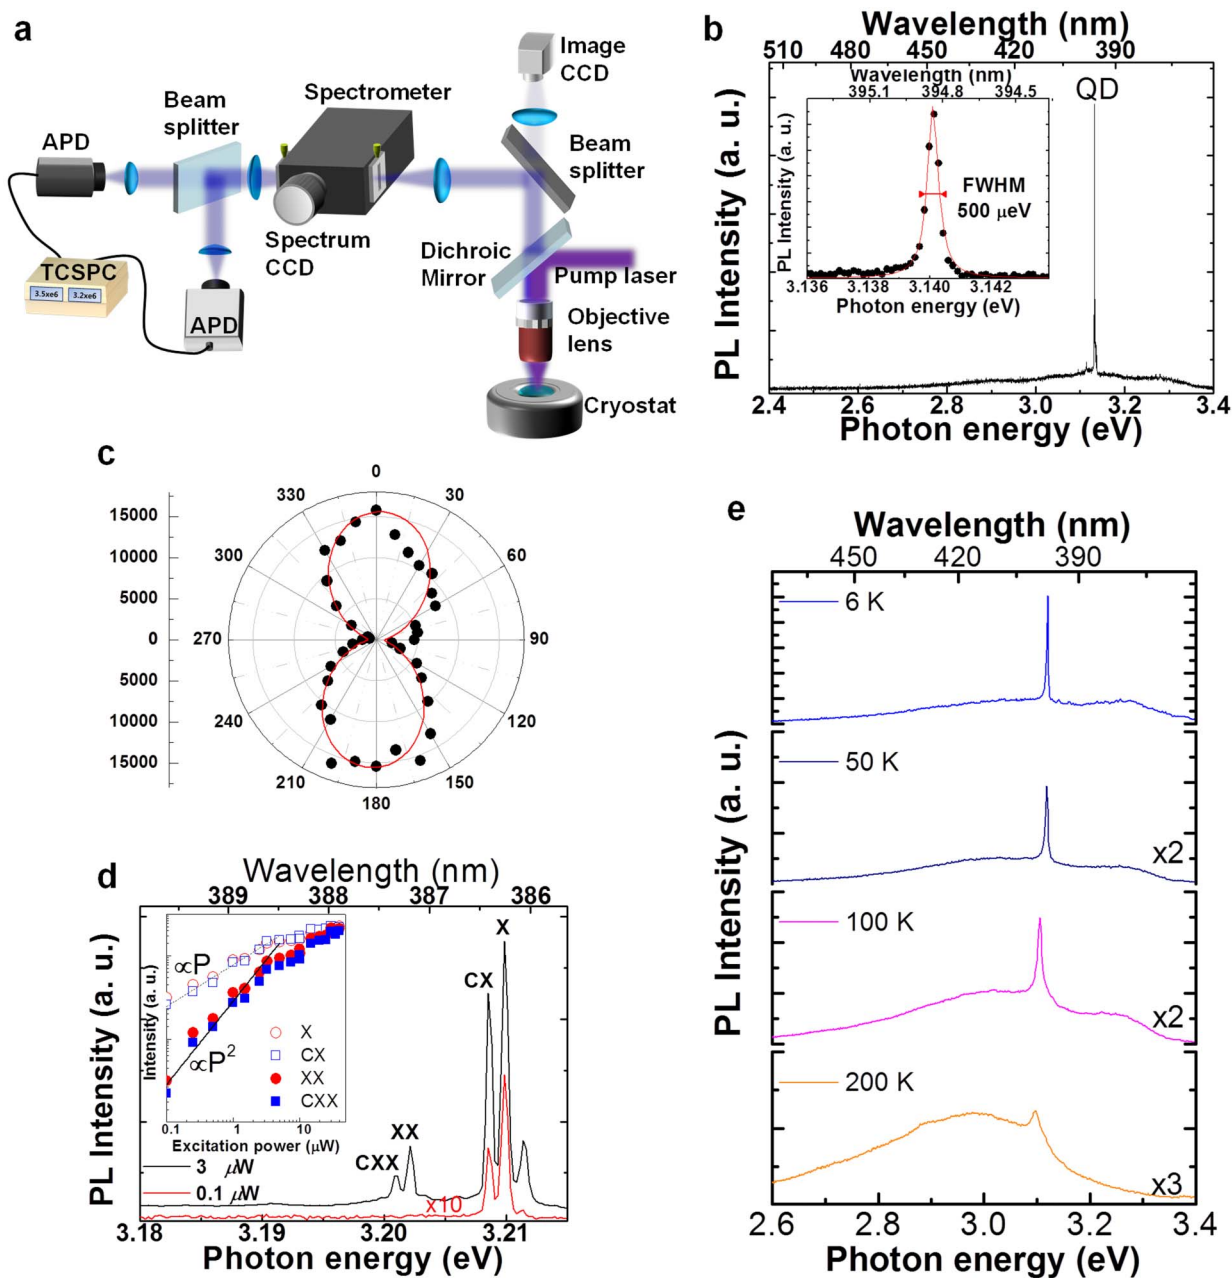 a
Image
CCD
Beam
splitter
Spectrometer
APD
Beam
splitter
Spectrum
CCD
Dichroic
Mirror
Pump laser
TCSPC
3.5xe6 3.2xe6
APD
Objective
lens
Cryostat
b
Wavelength (nm)
510 480 450 420 390
QD
Wavelength (nm)
395.1 394.8 394.5
PL Intensity (a. u.)
FWHM
500 μeV
3.136 3.138 3.140 3.142
Photon energy (eV)
PL Intensity (a. u.)
2.4 2.6 2.8 3.0 3.2 3.4
Photon energy (eV)
c
0
330 30
300 60
270 90
240 120
210 150
180
15000
10000
5000
0
5000
10000
15000
d
Wavelength (nm)
389 388 387 386
PL Intensity (a. u.)
Intensity (a. u.)
∝P
∝P²
X
CX
XX
CXX
0.1 1 10
Excitation power (μW)
X
CX
XX
CXX
3 μW
0.1 μW
x10
3.18 3.19 3.20 3.21
Photon energy (eV)
e
Wavelength (nm)
450 420 390
PL Intensity (a. u.)
6 K
50 K
x2
100 K
x2
200 K
x3
2.6 2.8 3.0 3.2 3.4
Photon energy (eV)